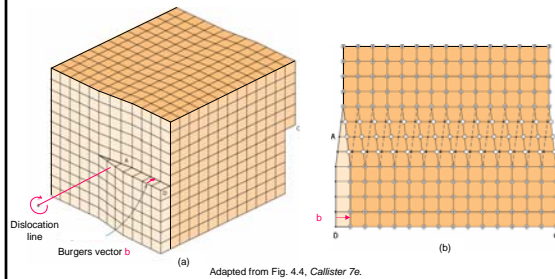 A
b
D
(b)
Dislocation
line
Burgers vector b
(a)
Adapted from Fig. 4.4, Callister 7e.